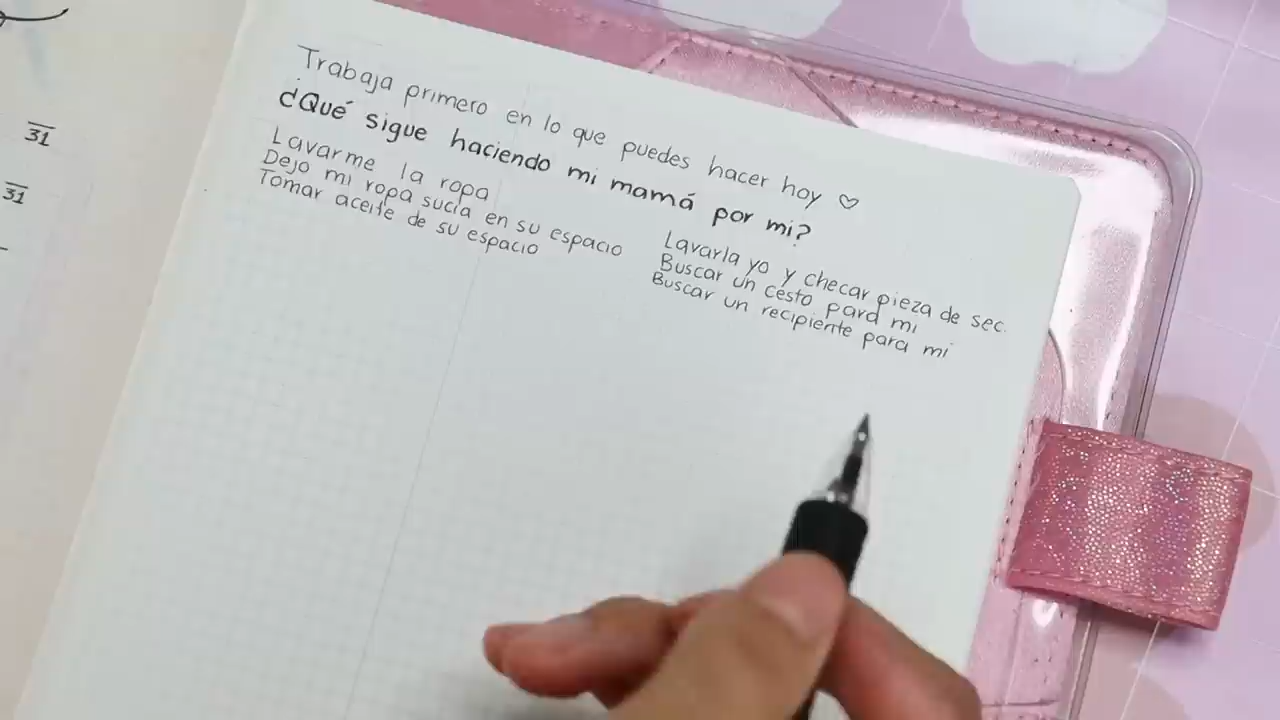 31
31
Trabaja primero en lo que puedes hacer hoy ♡
¿Qué sigue haciendo mi mamá por mi?
Lavarme la ropa
Dejo mi ropa sucia en su espacio
Tomar aceite de su espacio
Lavarla yo y checar pieza de sec.
Buscar un cesto para mi
Buscar un recipiente para mi